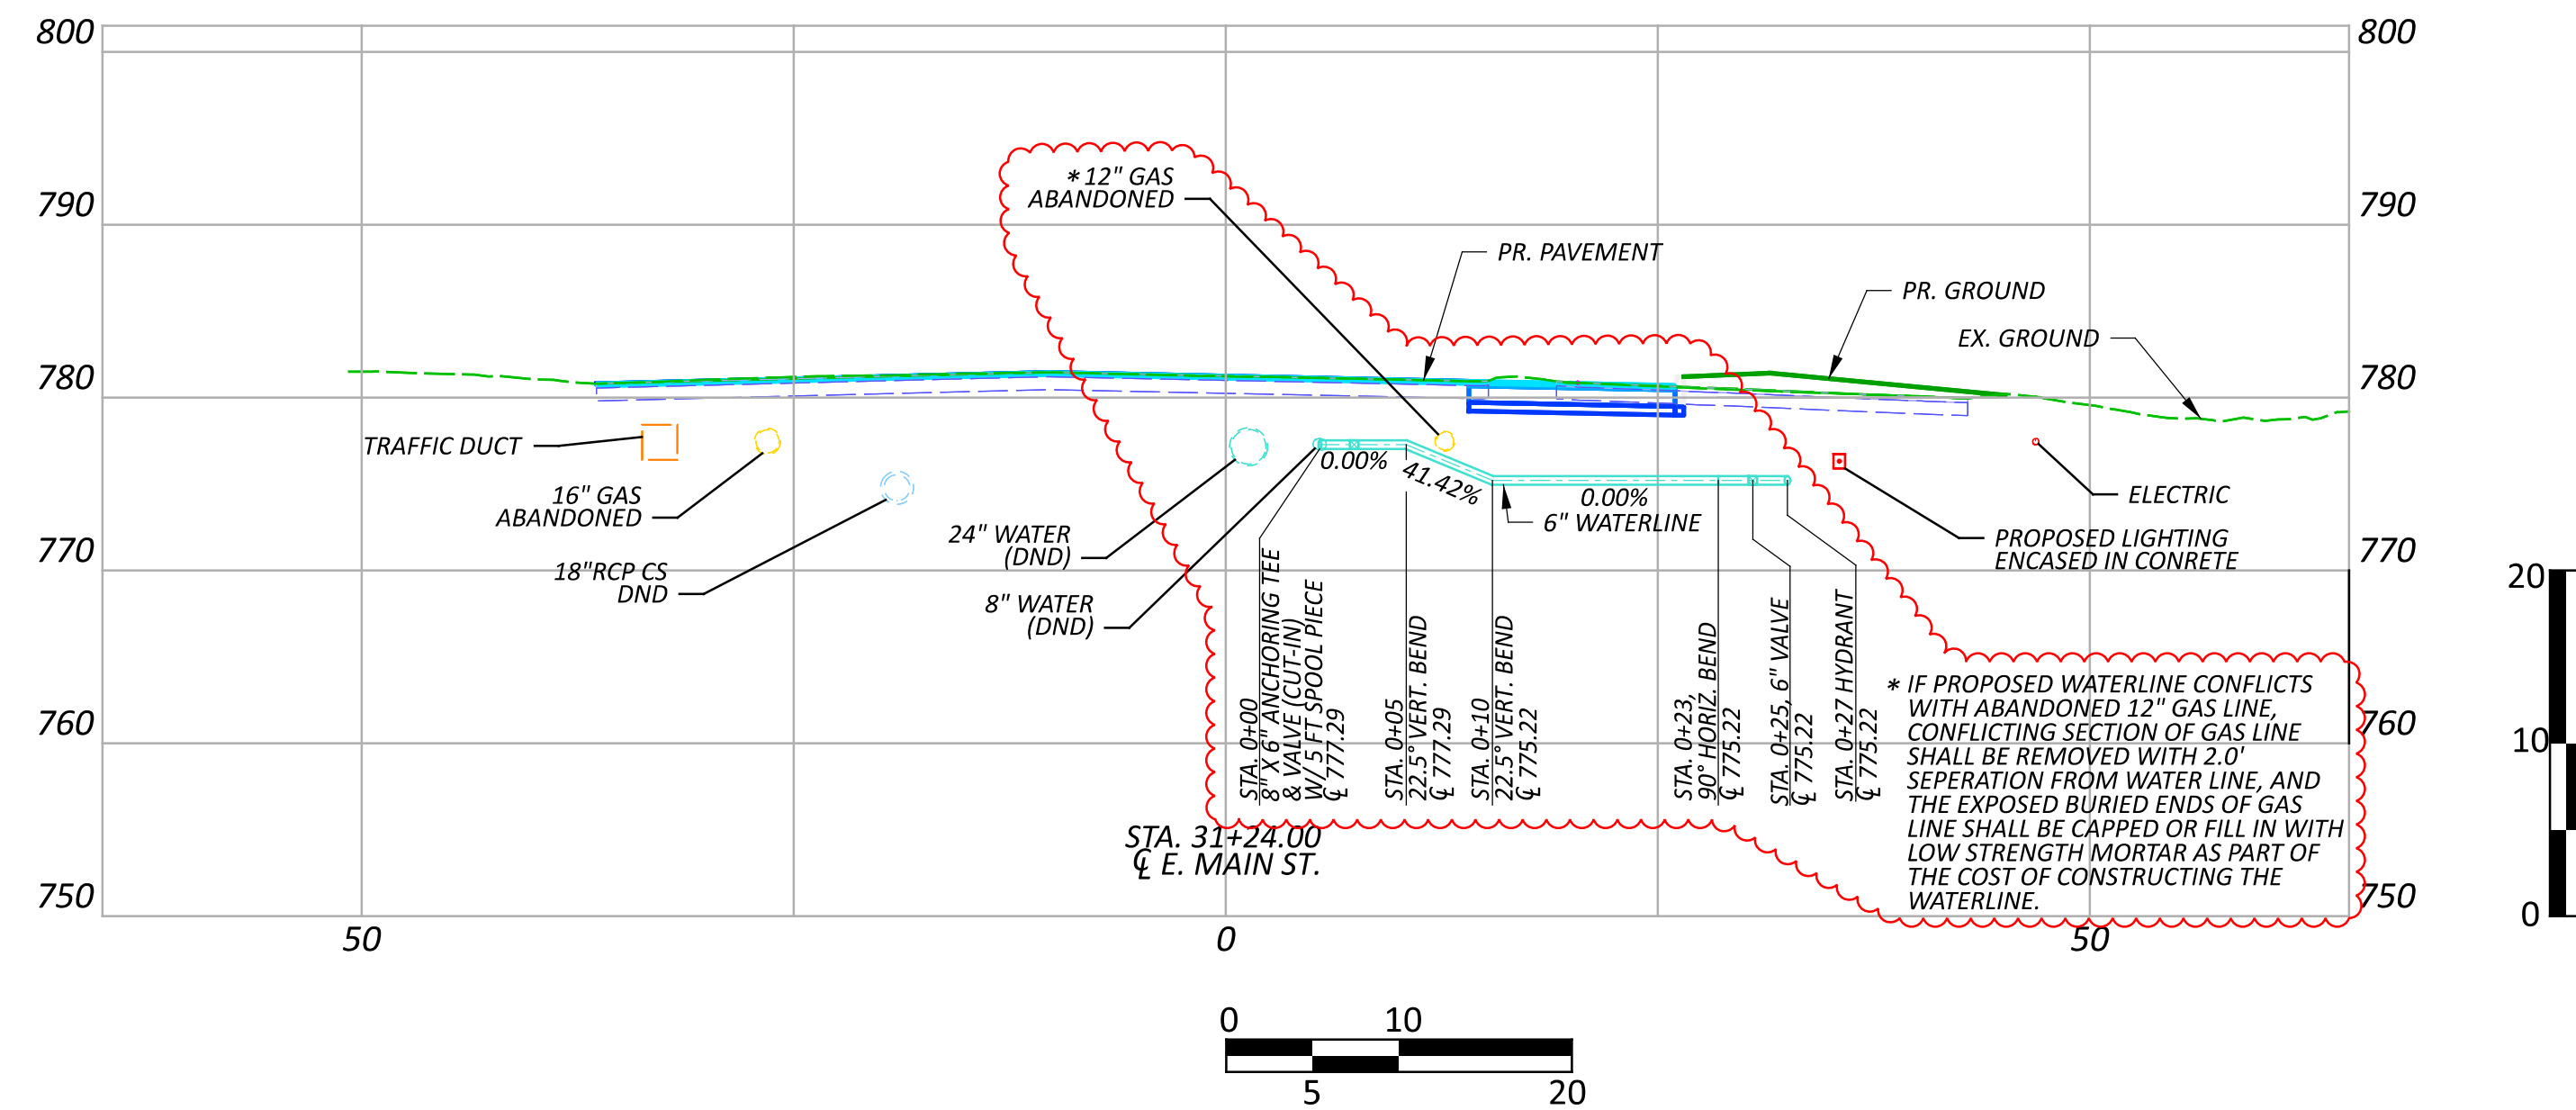 800
800
790
790
780
780
770
770
760
760
750
750
50
0
50
*12" GAS
ABANDONED
PR. PAVEMENT
PR. GROUND
EX. GROUND
TRAFFIC DUCT
16" GAS
ABANDONED
18"RCP CS
DND
24" WATER
(DND)
8" WATER
(DND)
0.00%
41.42%
0.00%
6" WATERLINE
ELECTRIC
PROPOSED LIGHTING
ENCASED IN CONRETE
STA. 0+00
8" X 6" ANCHORING TEE
& VALVE (CUT-IN)
W/ 5 FT SPOOL PIECE
℄ 777.29
STA. 0+05
22.5° VERT. BEND
℄ 777.29
STA. 0+10
22.5° VERT. BEND
℄ 775.22
STA. 0+23,
90° HORIZ. BEND
℄ 775.22
STA. 0+25, 6" VALVE
℄ 775.22
STA. 0+27 HYDRANT
℄ 775.22
* IF PROPOSED WATERLINE CONFLICTS
WITH ABANDONED 12" GAS LINE,
CONFLICTING SECTION OF GAS LINE
SHALL BE REMOVED WITH 2.0'
SEPERATION FROM WATER LINE, AND
THE EXPOSED BURIED ENDS OF GAS
LINE SHALL BE CAPPED OR FILL IN WITH
LOW STRENGTH MORTAR AS PART OF
THE COST OF CONSTRUCTING THE
WATERLINE.
STA. 31+24.00
℄ E. MAIN ST.
20
10
0
0
10
5
20